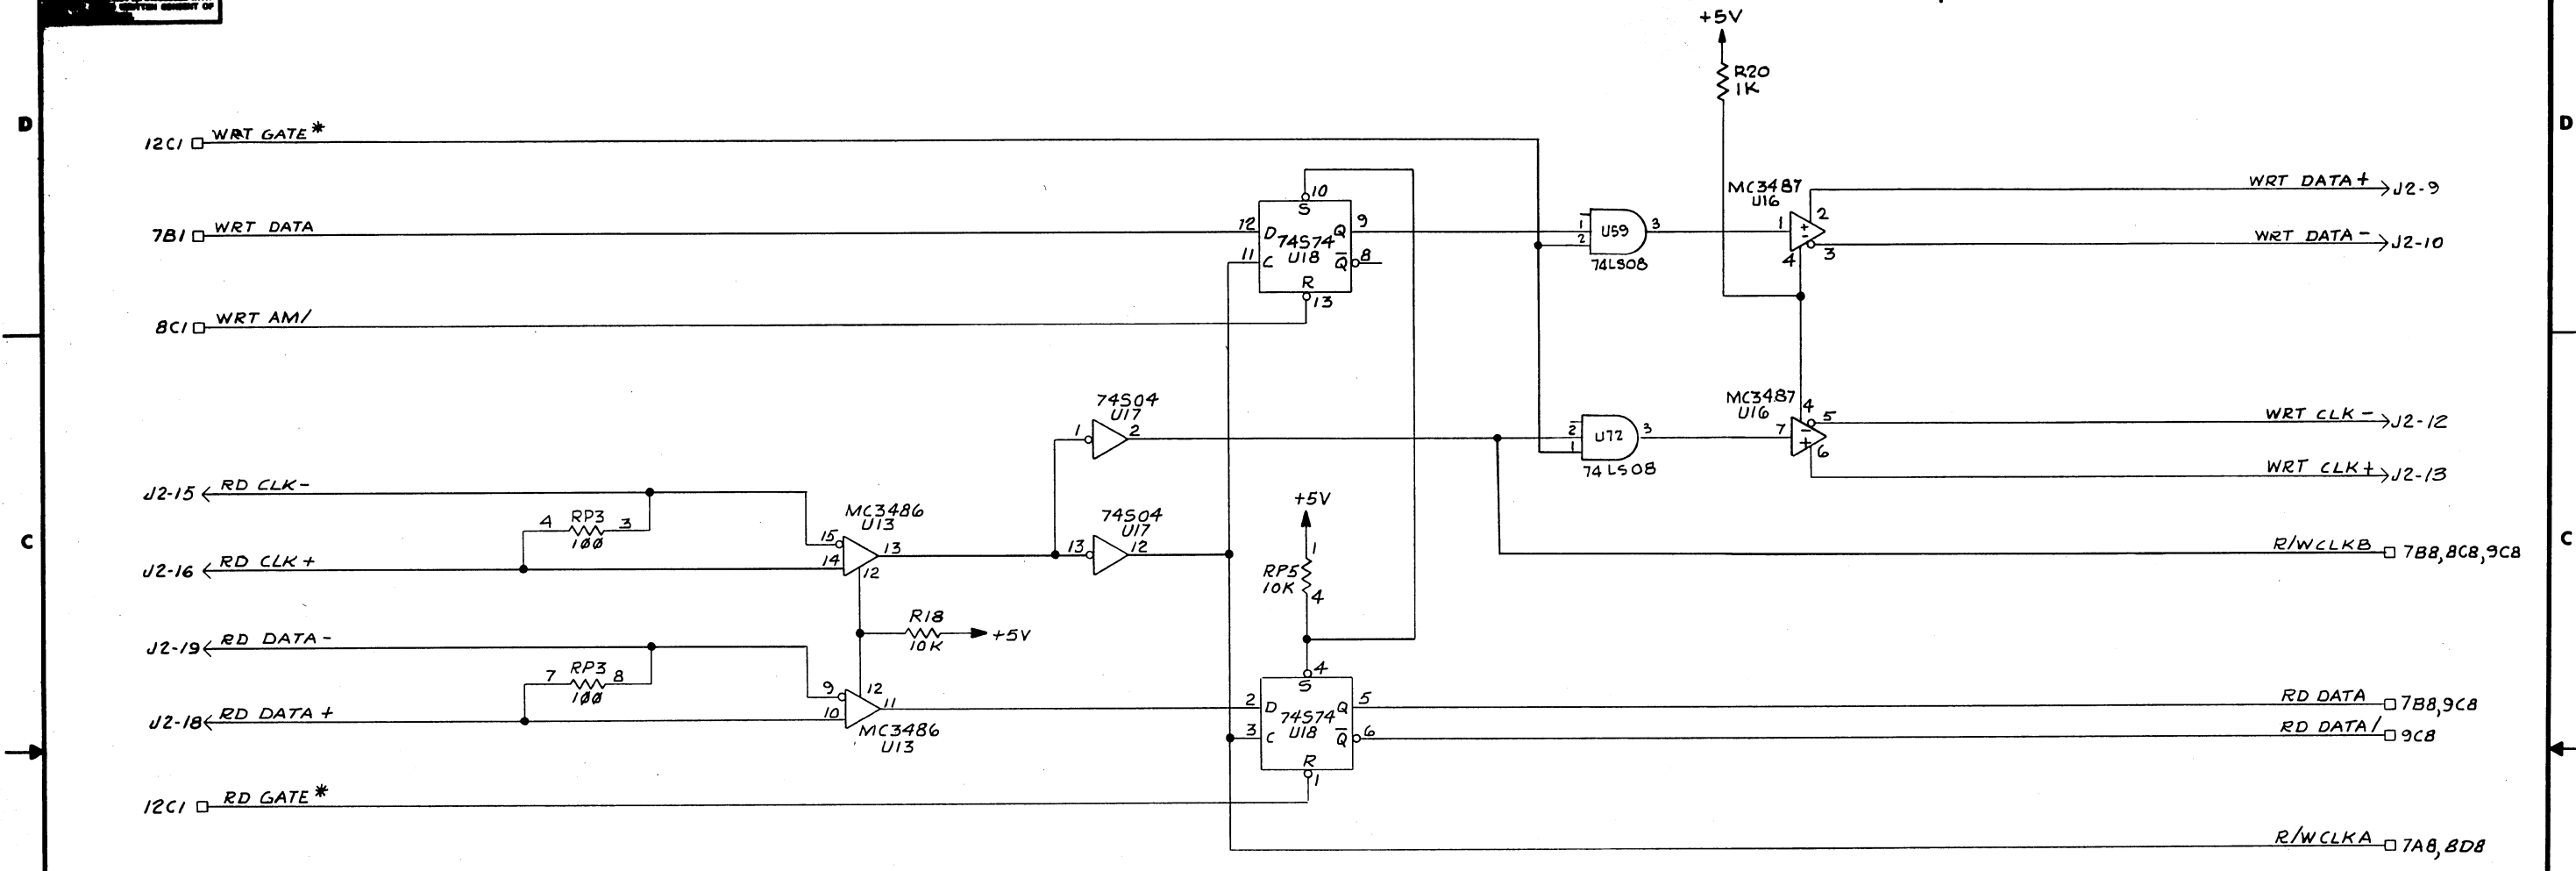 WRITTEN CONSENT OF
+5V
R20
1K
D
D
12C1 WRT GATE*
MC3487
U16
WRT DATA+ J2-9
10
S
7B1 WRT DATA
12 D 74S74 Q 9
1 U59 3
1 + 2
2
74LS08
- 3
4
WRT DATA- J2-10
11 C U18 Q̅ 8
R
13
8C1 WRT AM/
74S04
U17
1 2
MC3487
U16
4 5
WRT CLK- J2-12
2 U72 3
1
74LS08
7 - +
6
WRT CLK+ J2-13
J2-15 RD CLK-
+5V
4 RP3 3
100
MC3486
U13
74S04
U17
C
C
15 13
14 12
13 12
1
RP5
10K
4
R/WCLKB 7B8,8C8,9C8
J2-16 RD CLK+
R18
10K
+5V
J2-19 RD DATA-
7 RP3 8
100
9 12
10 11
MC3486
U13
4
S
J2-18 RD DATA+
2 D 74S74 Q 5
RD DATA 7B8,9C8
3 C U18 Q̅ 6
RD DATA/ 9C8
R
1
12C1 RD GATE*
R/WCLKA 7A8,8D8